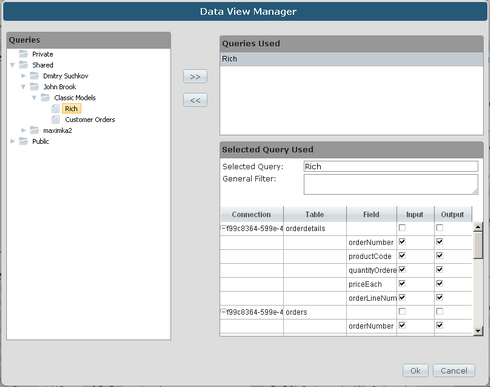 Data View Manager
Queries
Private
Shared
Dmitry Suchkov
John Brook
Classic Models
Rich
Customer Orders
maximka2
Public
>>
<<
Queries Used
Rich
Selected Query Used
Selected Query: Rich
General Filter:
Connection Table Field Input Output
f99c8364-599e-4 orderdetails
orderNumber
productCode
quantityOrdere
priceEach
orderLineNum
f99c8364-599e-4 orders
orderNumber
Ok Cancel